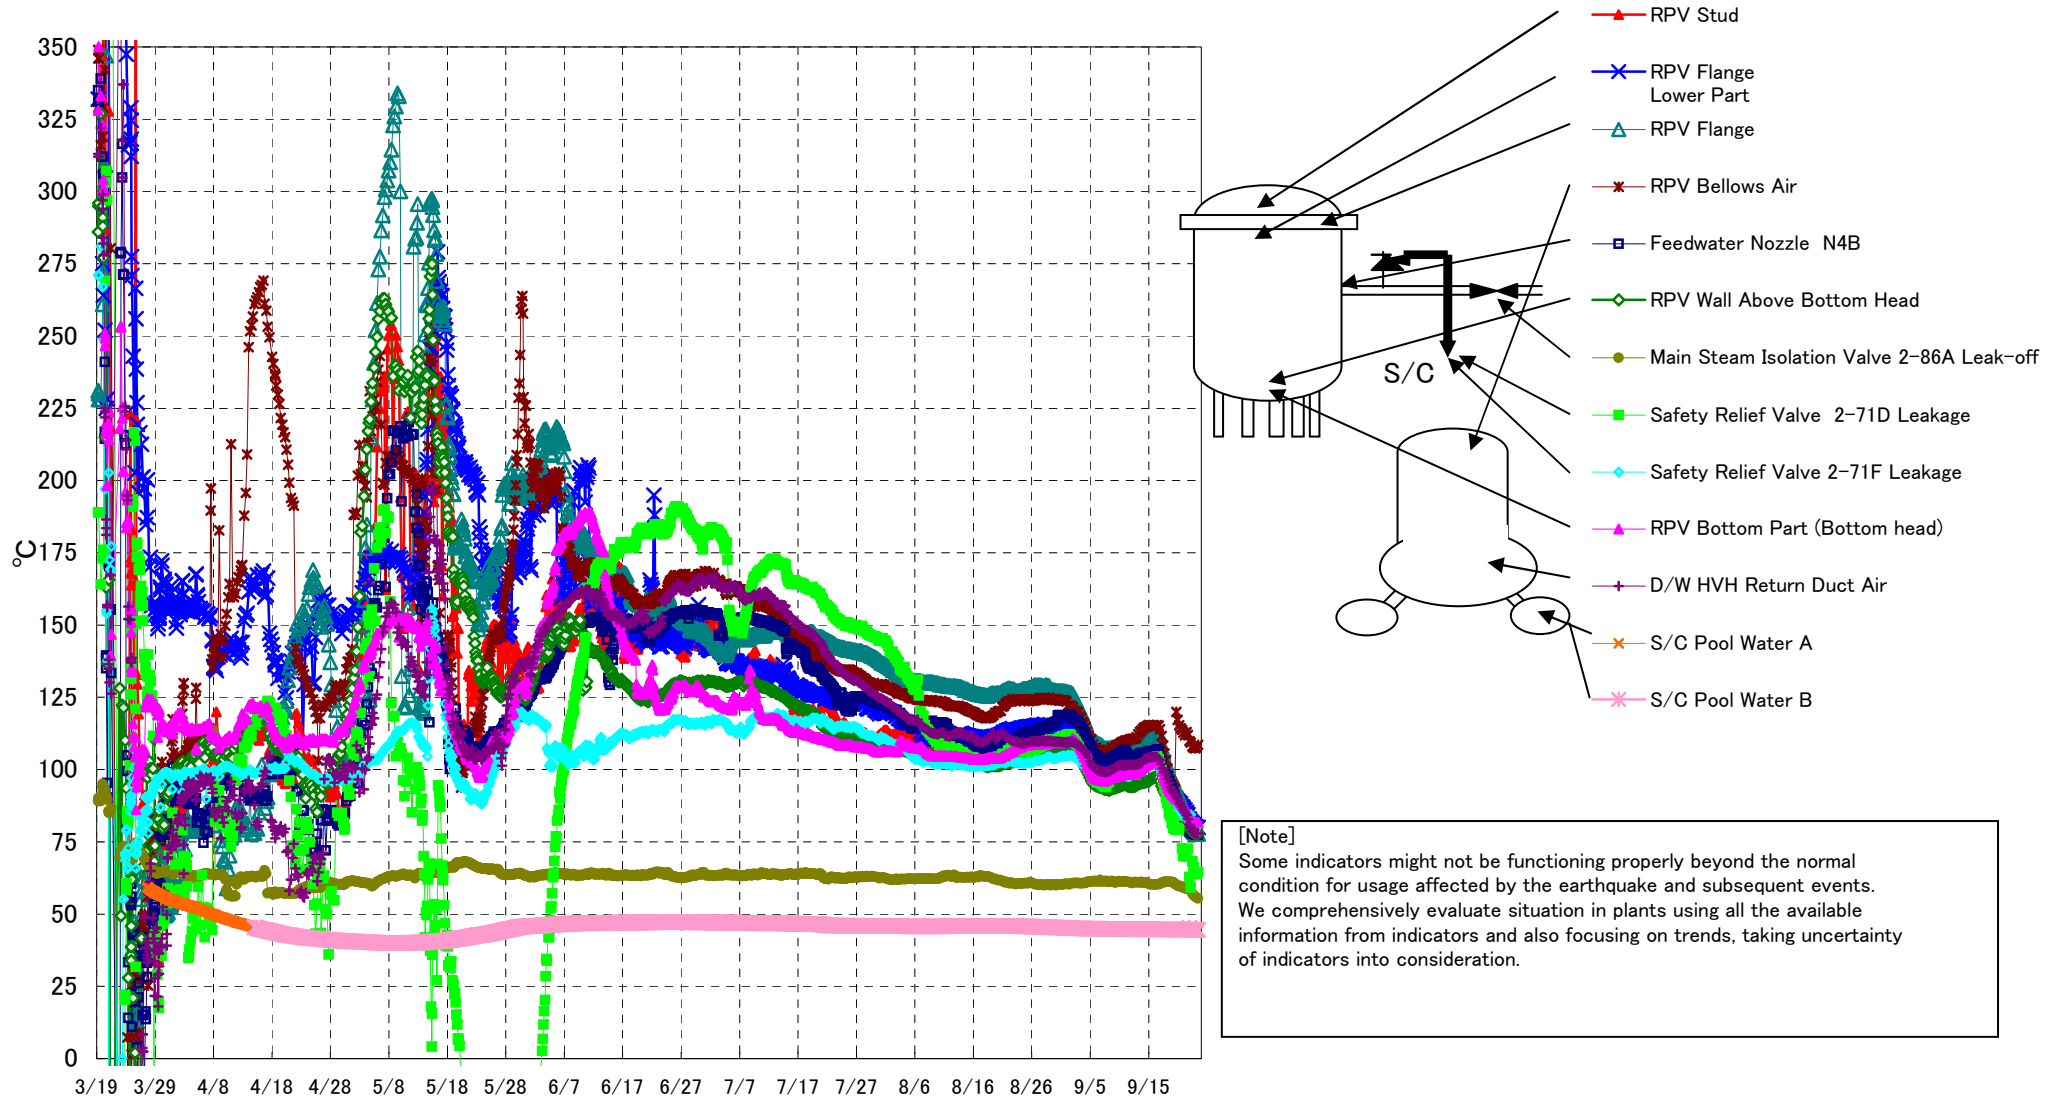 350
325
300
275
250
225
200
175
150
125
100
75
50
25
0
℃
3/19 3/29 4/8 4/18 4/28 5/8 5/18 5/28 6/7 6/17 6/27 7/7 7/17 7/27 8/6 8/16 8/26 9/5 9/15
RPV Stud
RPV Flange
Lower Part
RPV Flange
RPV Bellows Air
Feedwater Nozzle N4B
RPV Wall Above Bottom Head
Main Steam Isolation Valve 2-86A Leak-off
Safety Relief Valve 2-71D Leakage
Safety Relief Valve 2-71F Leakage
RPV Bottom Part (Bottom head)
D/W HVH Return Duct Air
S/C Pool Water A
S/C Pool Water B
S/C
[Note]
Some indicators might not be functioning properly beyond the normal
condition for usage affected by the earthquake and subsequent events.
We comprehensively evaluate situation in plants using all the available
information from indicators and also focusing on trends, taking uncertainty
of indicators into consideration.